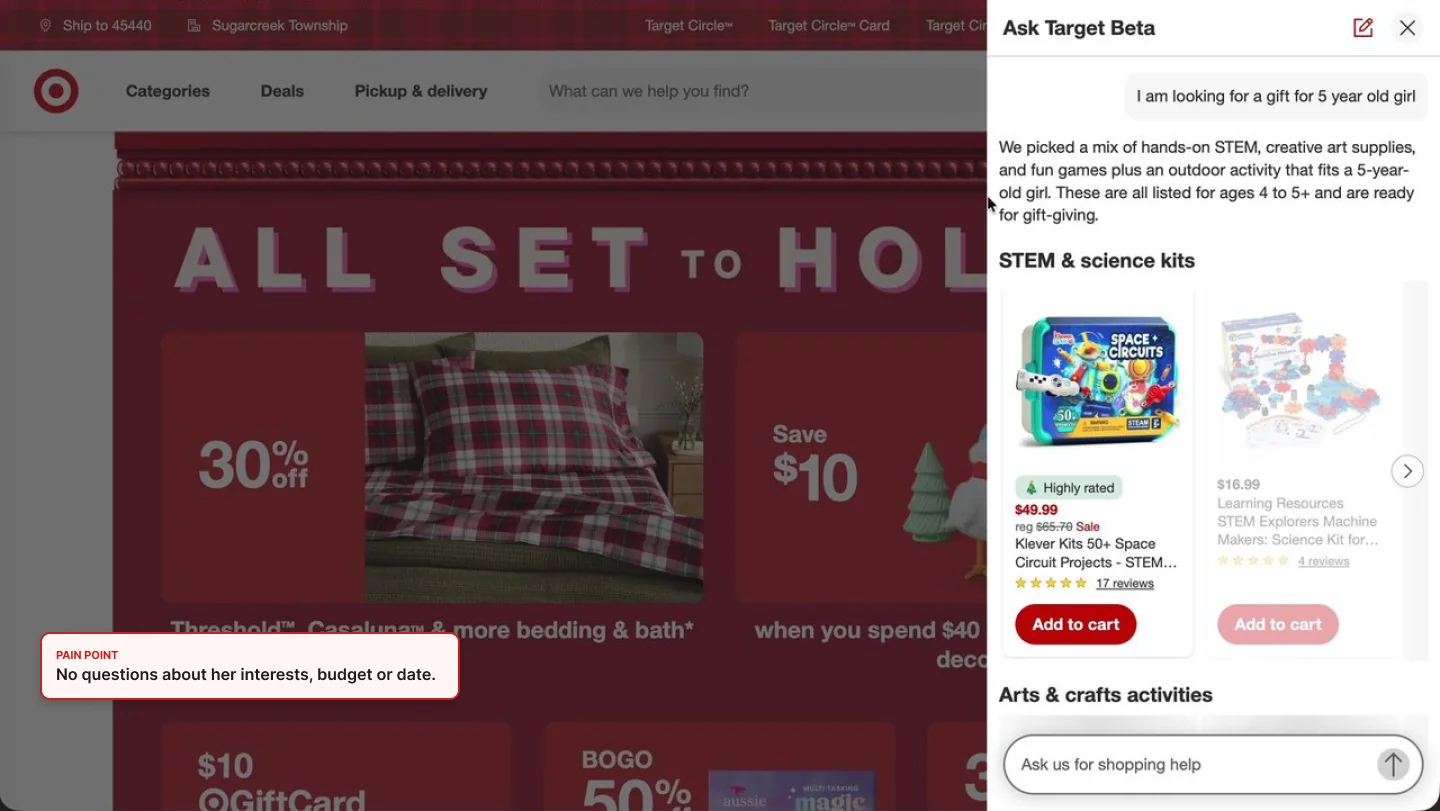 Ship to 45440
Sugarcreek Township
Target Circle™
Target Circle™ Card
Target Cir
Categories
Deals
Pickup & delivery
What can we help you find?
ALL SET TO HOL
30% off
Save
$10
Threshold™, Casaluna™ & more bedding & bath*
when you spend $40
deco
$10
GiftCard
BOGO
50%
aussie
MULTI-TASKING
magic
3
PAIN POINT
No questions about her interests, budget or date.
Ask Target Beta
I am looking for a gift for 5 year old girl
We picked a mix of hands-on STEM, creative art supplies,
and fun games plus an outdoor activity that fits a 5-year-
old girl. These are all listed for ages 4 to 5+ and are ready
for gift-giving.
STEM & science kits
SPACE +
CIRCUITS
50+
STEAM
Highly rated
$49.99
reg $65.70 Sale
Klever Kits 50+ Space
Circuit Projects - STEM…
17 reviews
Add to cart
$16.99
Learning Resources
STEM Explorers Machine
Makers: Science Kit for…
4 reviews
Add to cart
Arts & crafts activities
Ask us for shopping help